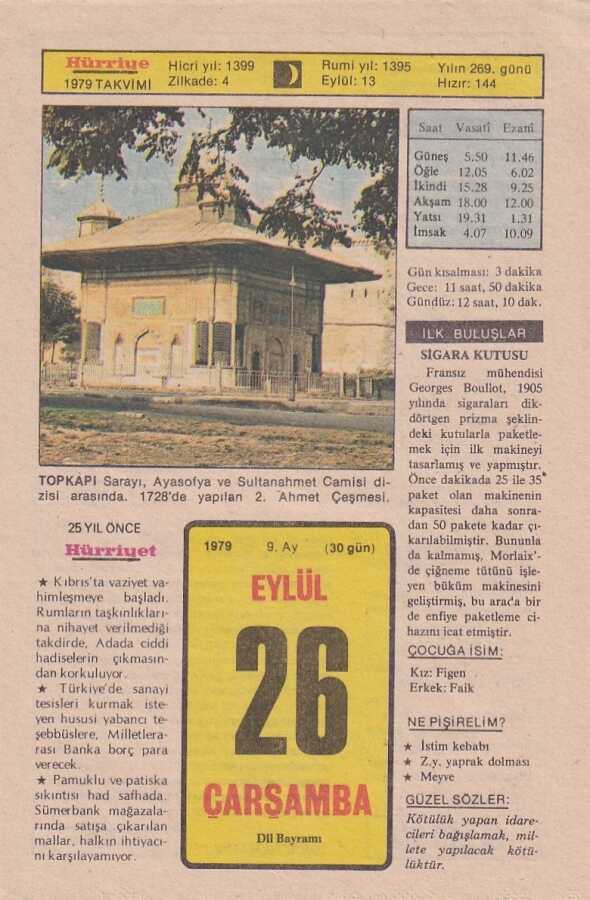 Hürriyet
1979 TAKVİMİ
Hicri yıl: 1399
Zilkade: 4
Rumi yıl: 1395
Eylül: 13
Yılın 269. günü
Hızır: 144
Saat Vasatî Ezanî
Güneş 5.50 11.46
Öğle 12.05 6.02
İkindi 15.28 9.25
Akşam 18.00 12.00
Yatsı 19.31 1.31
İmsak 4.07 10.09
Gün kısalması: 3 dakika
Gece: 11 saat, 50 dakika
Gündüz: 12 saat, 10 dak.
TOPKAPI Sarayı, Ayasofya ve Sultanahmet Camisi di-
zisi arasında. 1728'de yapılan 2. Ahmet Çeşmesi.
İLK BULUŞLAR
SİGARA KUTUSU
Fransız mühendisi
Georges Boullot, 1905
yılında sigaraları dik-
dörtgen prizma şeklin-
deki kutularla paketle-
mek için ilk makineyi
tasarlamış ve yapmıştır.
Önce dakikada 25 ile 35
paket olan makinenin
kapasitesi daha sonra-
dan 50 pakete kadar çı-
karılabilmiştir. Bununla
da kalmamış, Morlaix'-
de çiğneme tütünü işle-
yen büküm makinesini
geliştirmiş, bu arada bir
de enfiye paketleme ci-
hazını icat etmiştir.
ÇOCUĞA İSİM:
Kız: Figen
Erkek: Faik
NE PİŞİRELİM?
★ İstim kebabı
★ Z.y. yaprak dolması
★ Meyve
GÜZEL SÖZLER:
Kötülük yapan idare-
cileri bağışlamak, mil-
lete yapılacak kötü-
lüktür.
25 YIL ÖNCE
Hürriyet
★ Kıbrıs'ta vaziyet va-
himleşmeye başladı.
Rumların taşkınlıkları-
na nihayet verilmediği
takdirde, Adada ciddi
hadiselerin çıkmasın-
dan korkuluyor.
★ Türkiye'de sanayi
tesisleri kurmak iste-
yen hususi yabancı te-
şebbüslere, Milletlera-
rası Banka borç para
verecek.
★ Pamuklu ve patiska
sıkıntısı had safhada.
Sümerbank mağazala-
rında satışa çıkarılan
mallar, halkın ihtiyacı-
nı karşılayamıyor.
1979 9. Ay (30 gün)
EYLÜL
26
ÇARŞAMBA
Dil Bayramı